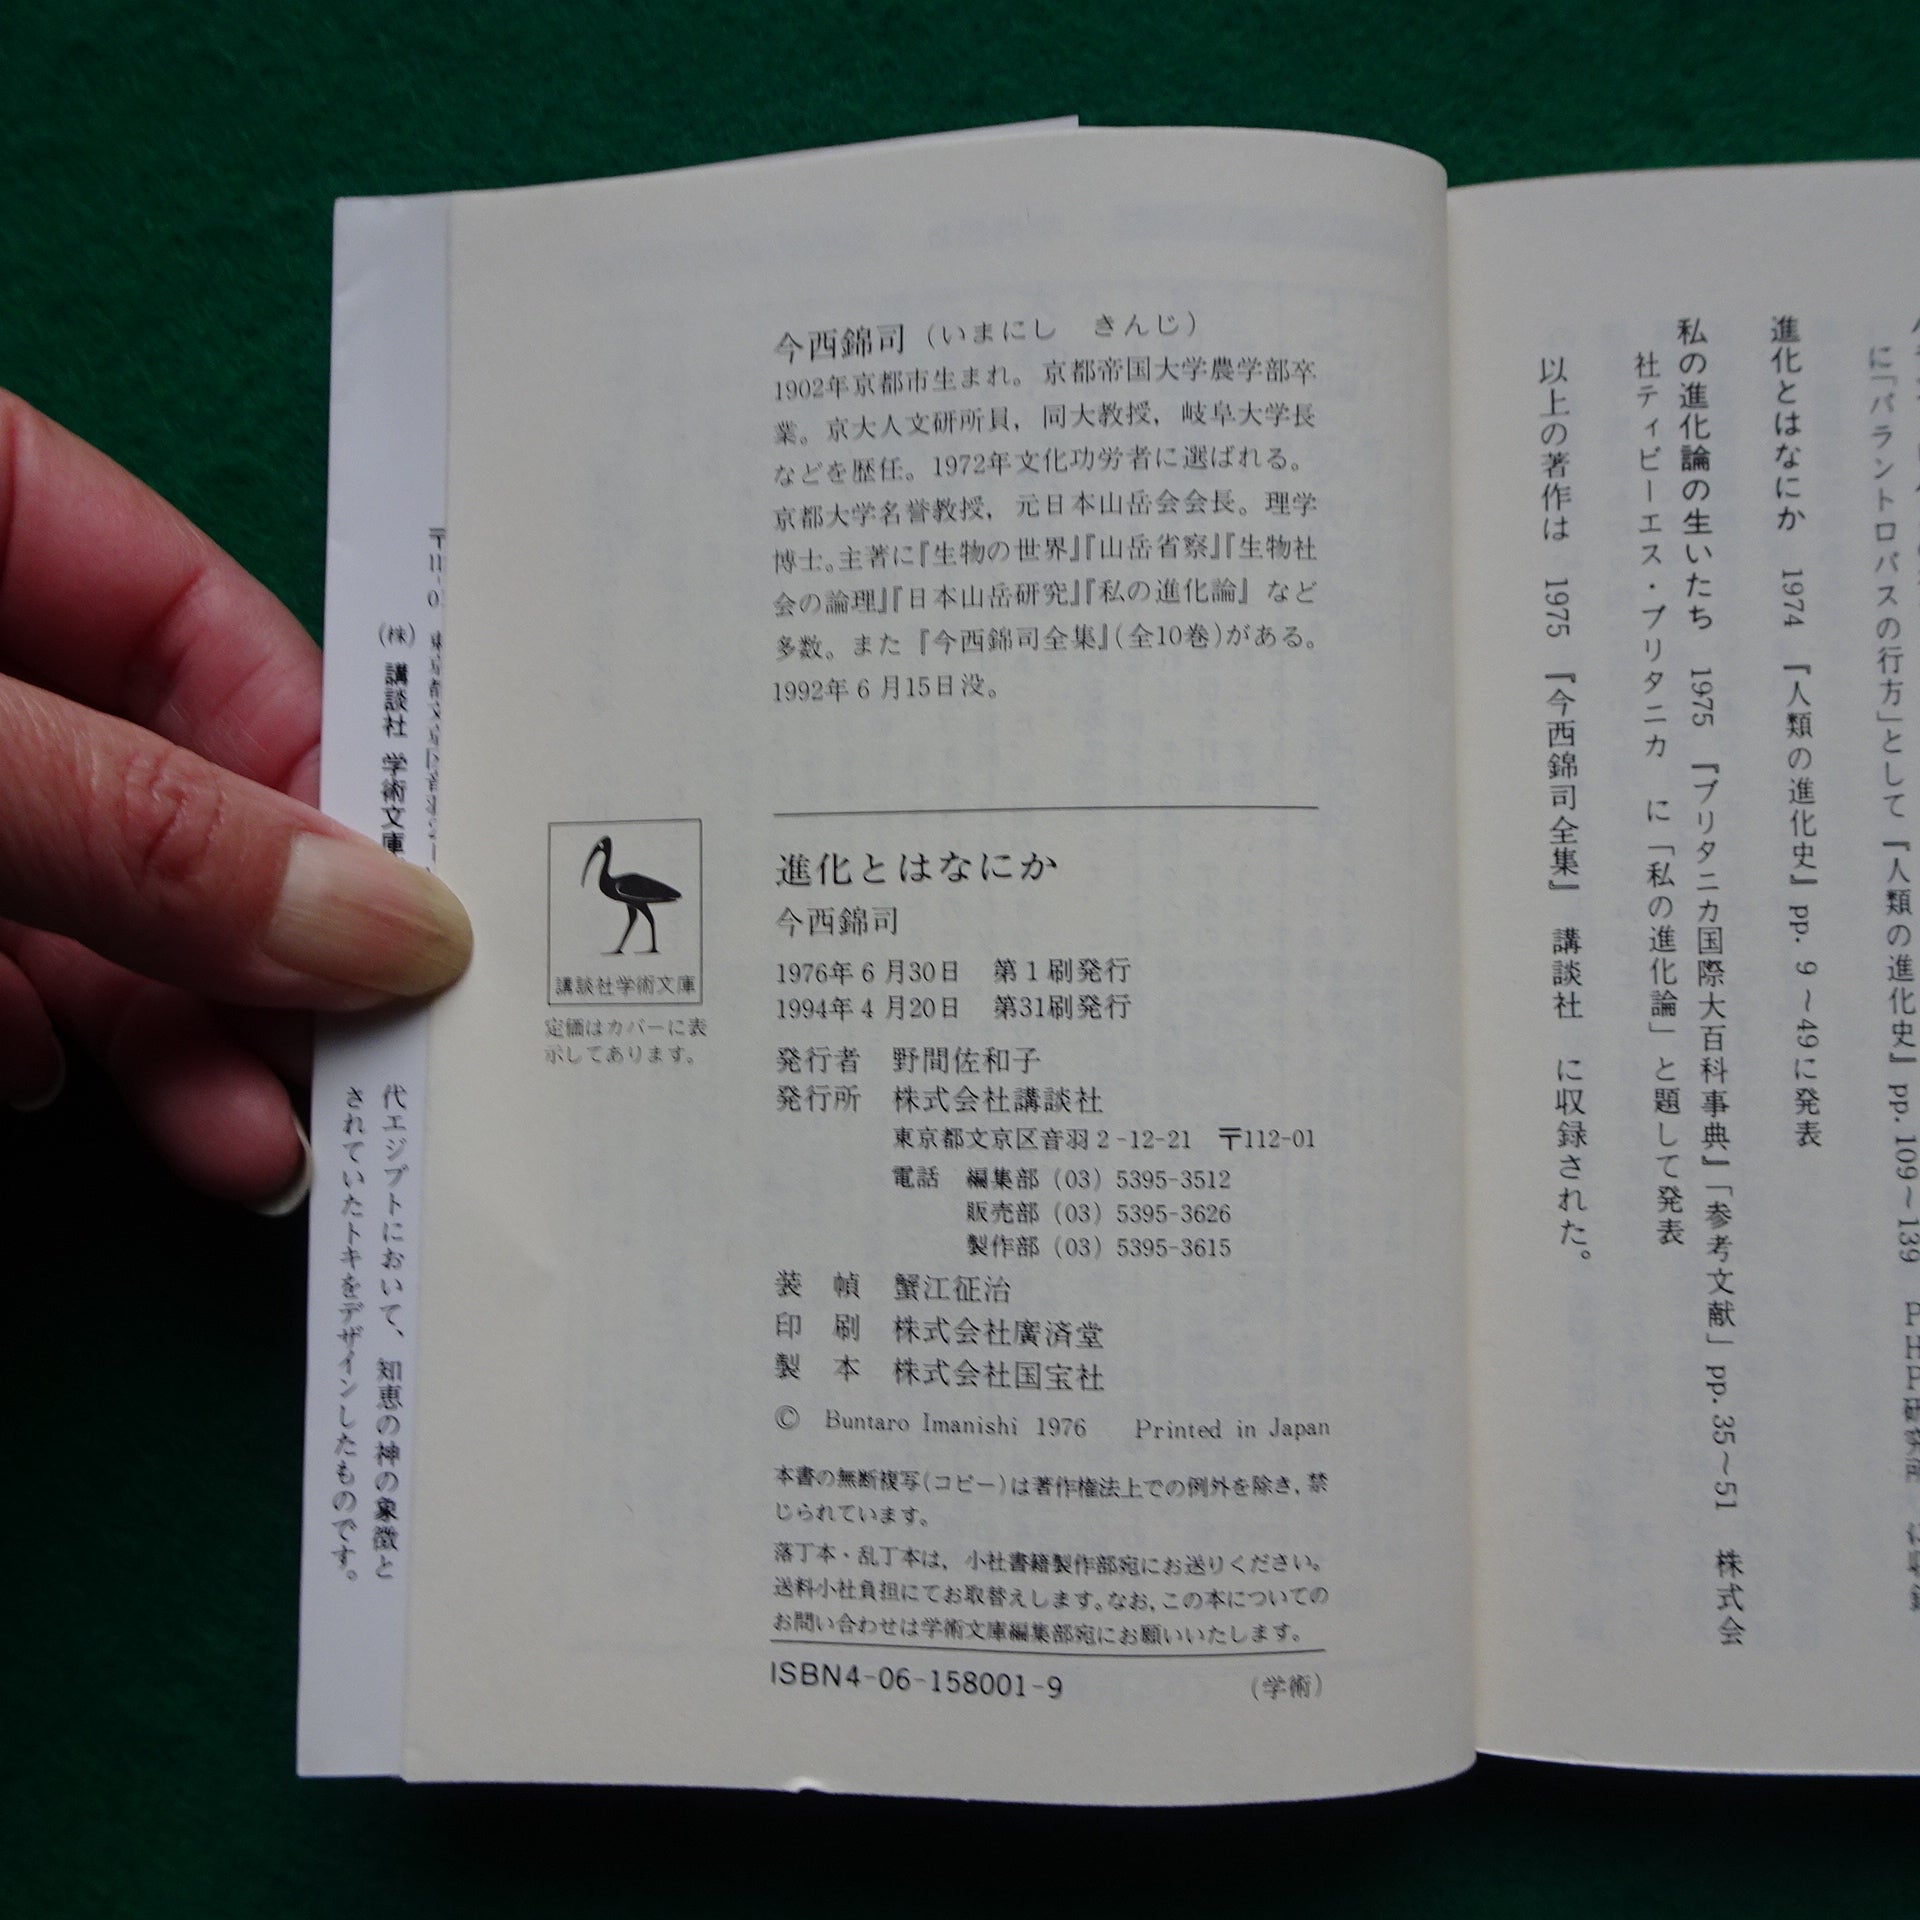 今西錦司（いまにし　きんじ）
1902年京都市生まれ。京都帝国大学農学部卒
業。京大人文研所員，同大教授，岐阜大学長
などを歴任。1972年文化功労者に選ばれる。
京都大学名誉教授，元日本山岳会会長。理学
博士。主著に『生物の世界』『山岳省察』『生物社
会の論理』『日本山岳研究』『私の進化論』など
多数。また『今西錦司全集』（全10巻）がある。
1992年6月15日没。
講談社学術文庫
定価はカバーに表
示してあります。
進化とはなにか
今西錦司
1976年6月30日　第1刷発行
1994年4月20日　第31刷発行
発行者　野間佐和子
発行所　株式会社講談社
東京都文京区音羽2-12-21　〒112-01
電話　編集部（03）5395-3512
販売部（03）5395-3626
製作部（03）5395-3615
装　幀　蟹江征治
印　刷　株式会社廣済堂
製　本　株式会社国宝社
© Buntaro Imanishi 1976　Printed in Japan
本書の無断複写（コピー）は著作権法上での例外を除き，禁
じられています。
落丁本・乱丁本は，小社書籍製作部宛にお送りください。
送料小社負担にてお取替えします。なお，この本についての
お問い合わせは学術文庫編集部宛にお願いいたします。
ISBN4-06-158001-9　（学術）
に「パラントロパスの行方」として『人類の進化史』pp. 109～139　PHP研究所
進化とはなにか　1974　『人類の進化史』pp. 9～49に発表
私の進化論の生いたち　1975　『ブリタニカ国際大百科事典』「参考文献」pp. 35～51　株式会
社ティビーエス・ブリタニカ　に「私の進化論」と題して発表
以上の著作は　1975　『今西錦司全集』　講談社　に収録された。
（株）講談社　学術文庫
代エジプトにおいて、知恵の神の象徴と
されていたトキをデザインしたものです。